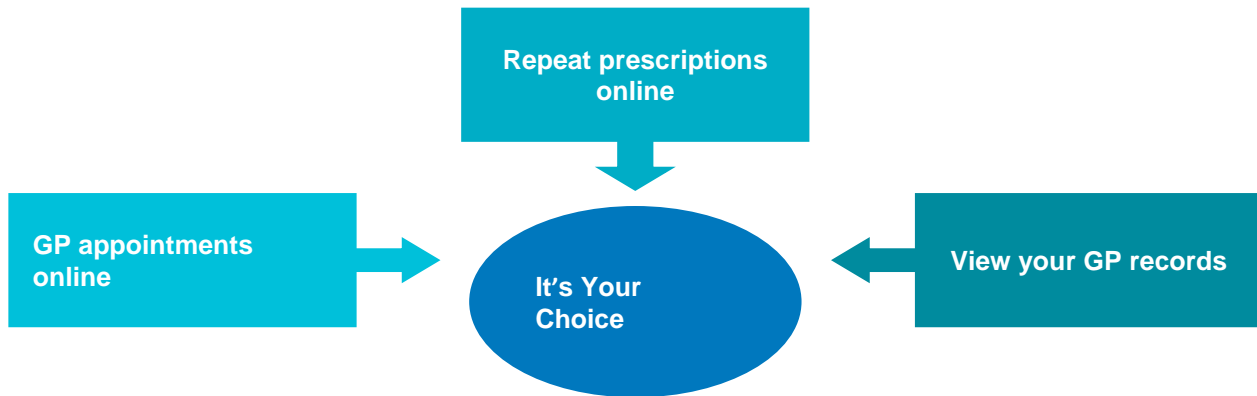 Repeat prescriptions
online
GP appointments
online
It’s Your
Choice
View your GP records